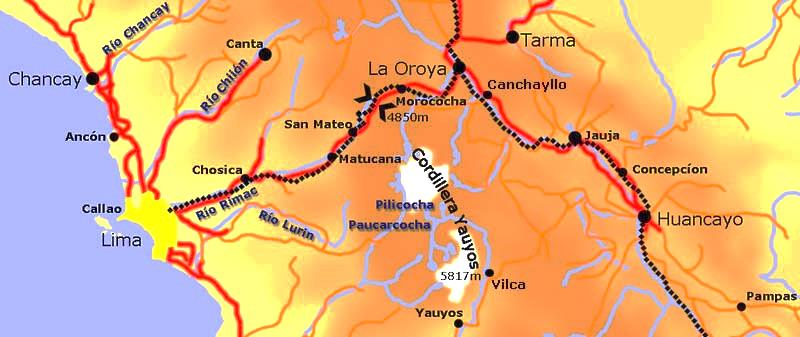 Río Chancay
Canta
Tarma
La Oroya
Chancay
Río Chilón
Canchayllo
Morococha
4850m
San Mateo
Ancón
Jauja
Matucana
Chosica
Cordillera Yauyos
Concepcíon
Callao
Río Rimac
Pilicocha
Río Lurin
Paucarcocha
Huancayo
Lima
5817m
Vilca
Pampas
Yauyos